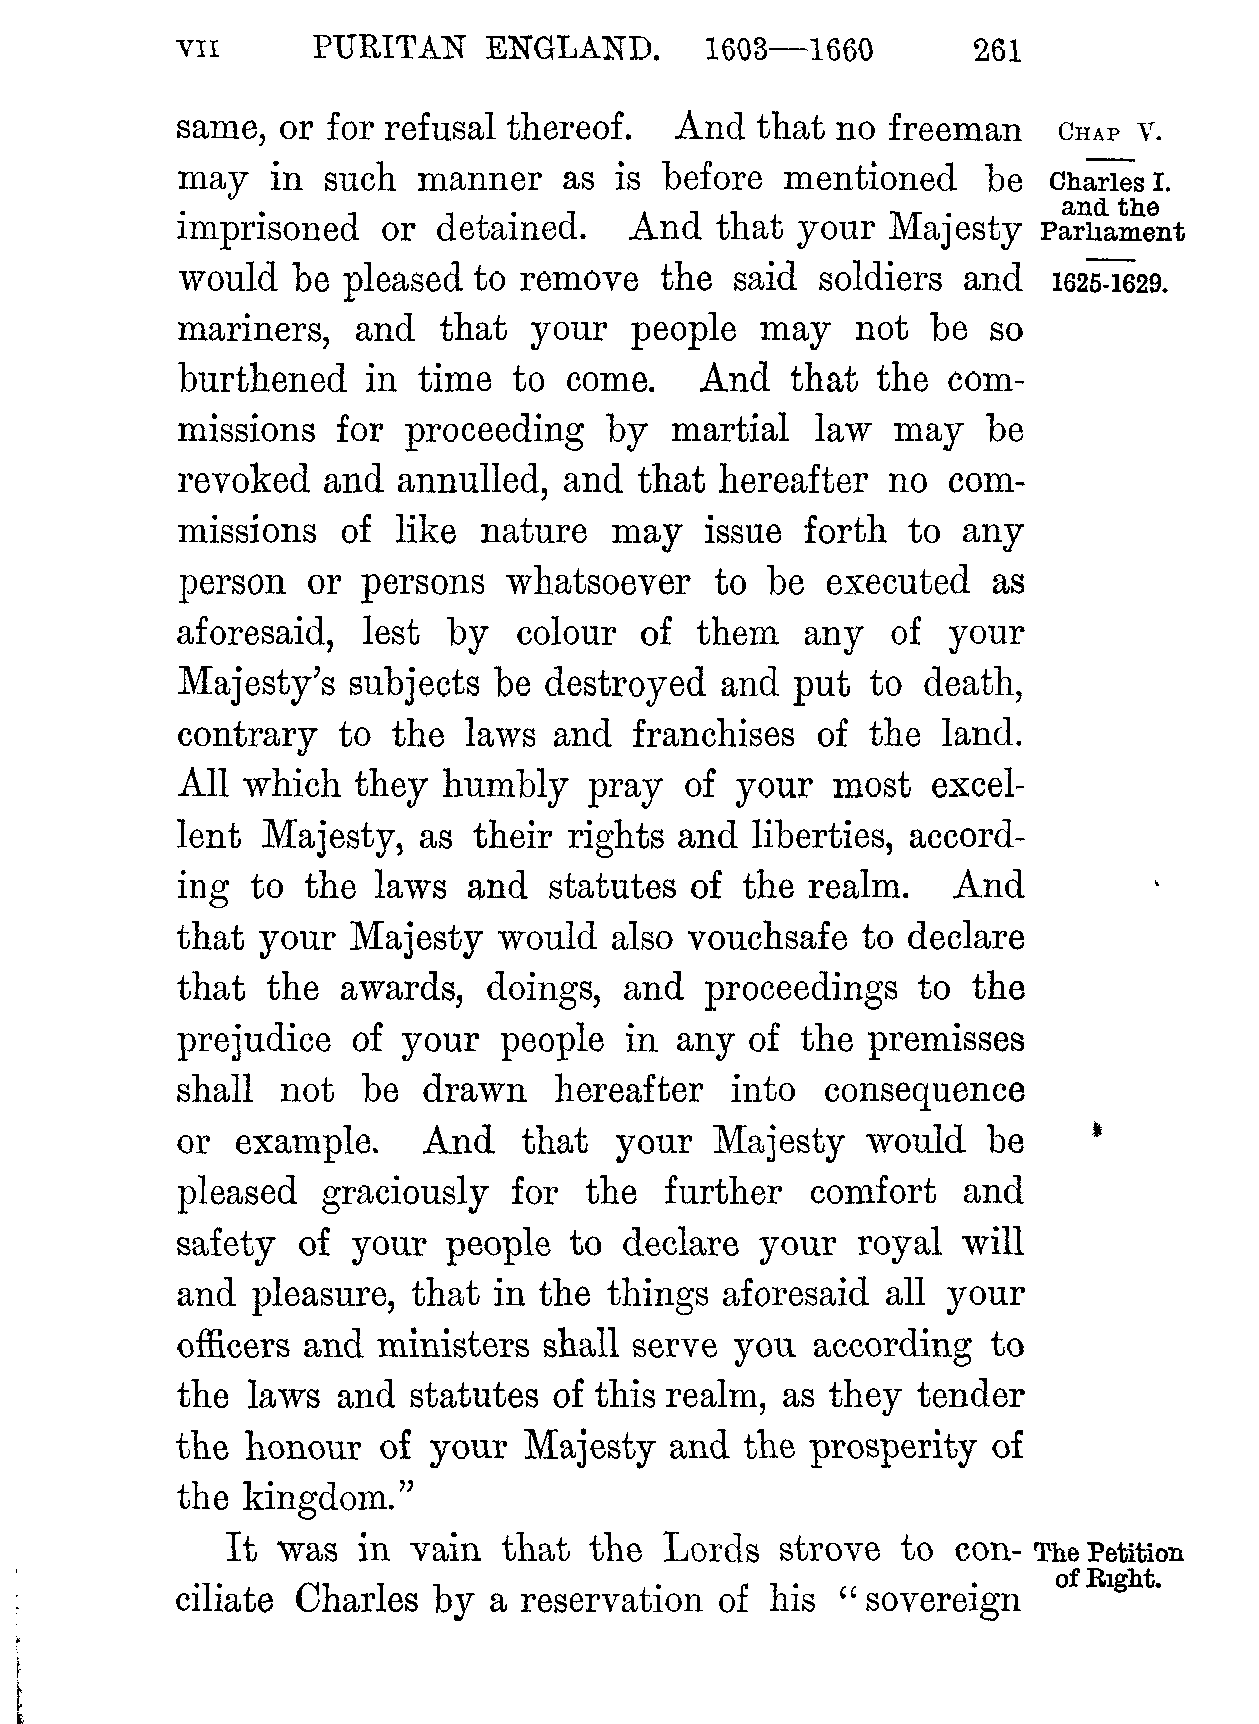 VII PURITAN ENGLAND. 1603—1660 261
same, or for refusal thereof. And that no freeman
may in such manner as is before mentioned be
imprisoned or detained. And that your Majesty
would be pleased to remove the said soldiers and
mariners, and that your people may not be so
burthened in time to come. And that the com-
missions for proceeding by martial law may be
revoked and annulled, and that hereafter no com-
missions of like nature may issue forth to any
person or persons whatsoever to be executed as
aforesaid, lest by colour of them any of your
Majesty's subjects be destroyed and put to death,
contrary to the laws and franchises of the land.
All which they humbly pray of your most excel-
lent Majesty, as their rights and liberties, accord-
ing to the laws and statutes of the realm. And
that your Majesty would also vouchsafe to declare
that the awards, doings, and proceedings to the
prejudice of your people in any of the premisses
shall not be drawn hereafter into consequence
or example. And that your Majesty would be
pleased graciously for the further comfort and
safety of your people to declare your royal will
and pleasure, that in the things aforesaid all your
officers and ministers shall serve you according to
the laws and statutes of this realm, as they tender
the honour of your Majesty and the prosperity of
the kingdom."
It was in vain that the Lords strove to con-
ciliate Charles by a reservation of his "sovereign
CHAP V.
Charles I.
and the
Parliament
1625-1629.
The Petition
of Right.